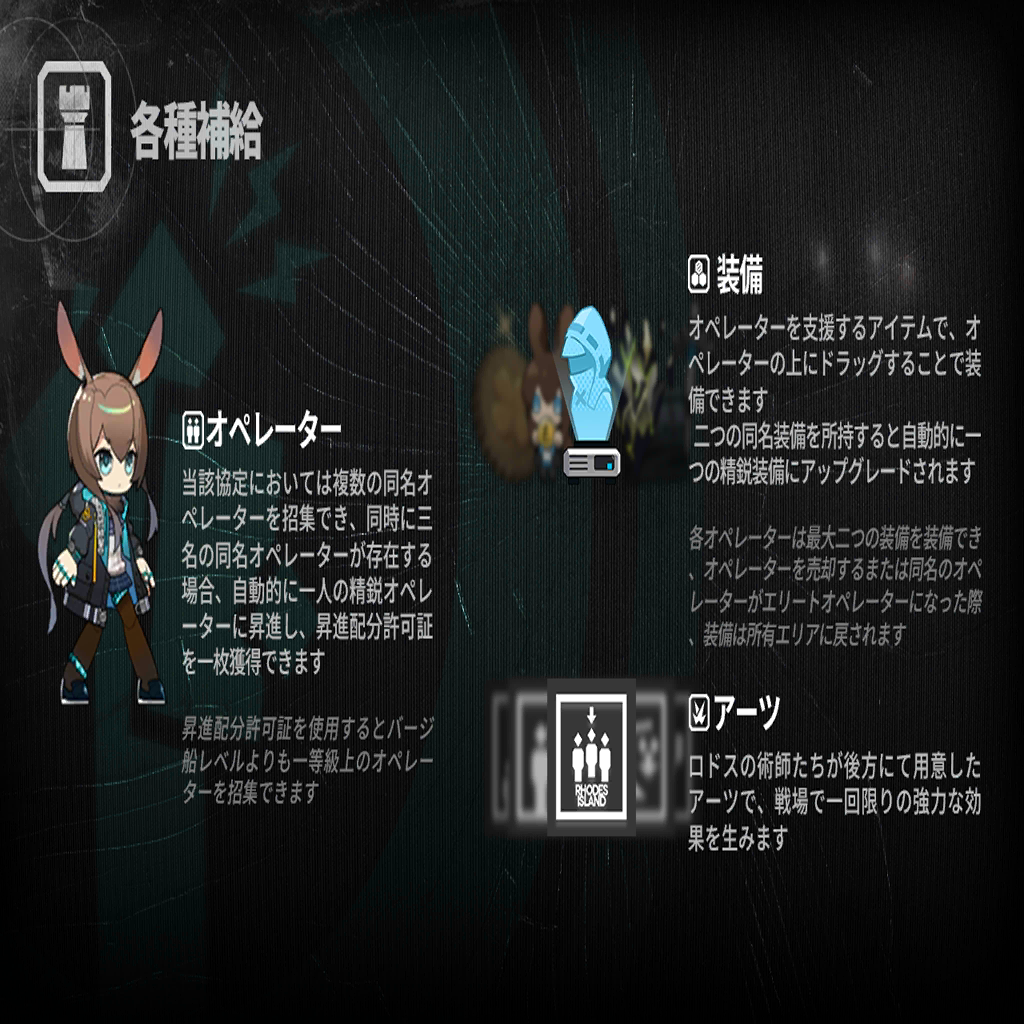 各種補給
オペレーター
当該協定においては複数の同名オ
ペレーターを招集でき、同時に三
名の同名オペレーターが存在する
場合、自動的に一人の精鋭オペレ
ーターに昇進し、昇進配分許可証
を一枚獲得できます
昇進配分許可証を使用するとバージ
船レベルよりも一等級上のオペレー
ターを招集できます
装備
オペレーターを支援するアイテムで、オ
ペレーターの上にドラッグすることで装
備できます
二つの同名装備を所持すると自動的に一
つの精鋭装備にアップグレードされます
各オペレーターは最大二つの装備を装備でき
、オペレーターを売却するまたは同名のオペ
レーターがエリートオペレーターになった際
、装備は所有エリアに戻されます
アーツ
ロドスの術師たちが後方にて用意した
アーツで、戦場で一回限りの強力な効
果を生みます
RHODES
ISLAND